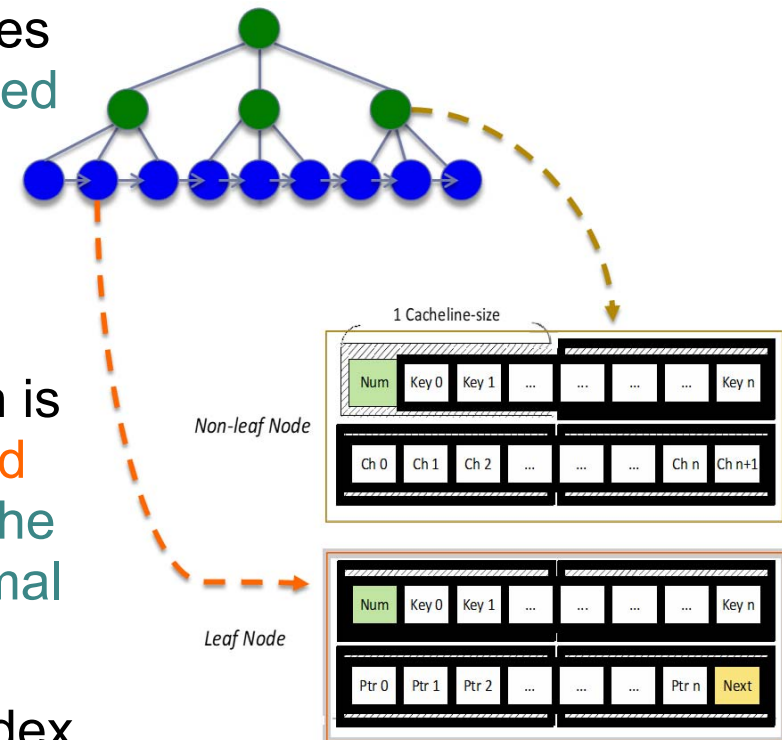 es
ed
1 Cacheline-size
Num Key 0 Key 1 ... ... ... ... Key n
n is
Non-leaf Node
d
Ch 0 Ch 1 Ch 2 ... ... ... Ch n Ch n+1
he
mal
Num Key 0 Key 1 ... ... ... ... Key n
Leaf Node
Ptr 0 Ptr 1 Ptr 2 ... ... ... Ptr n Next
dex